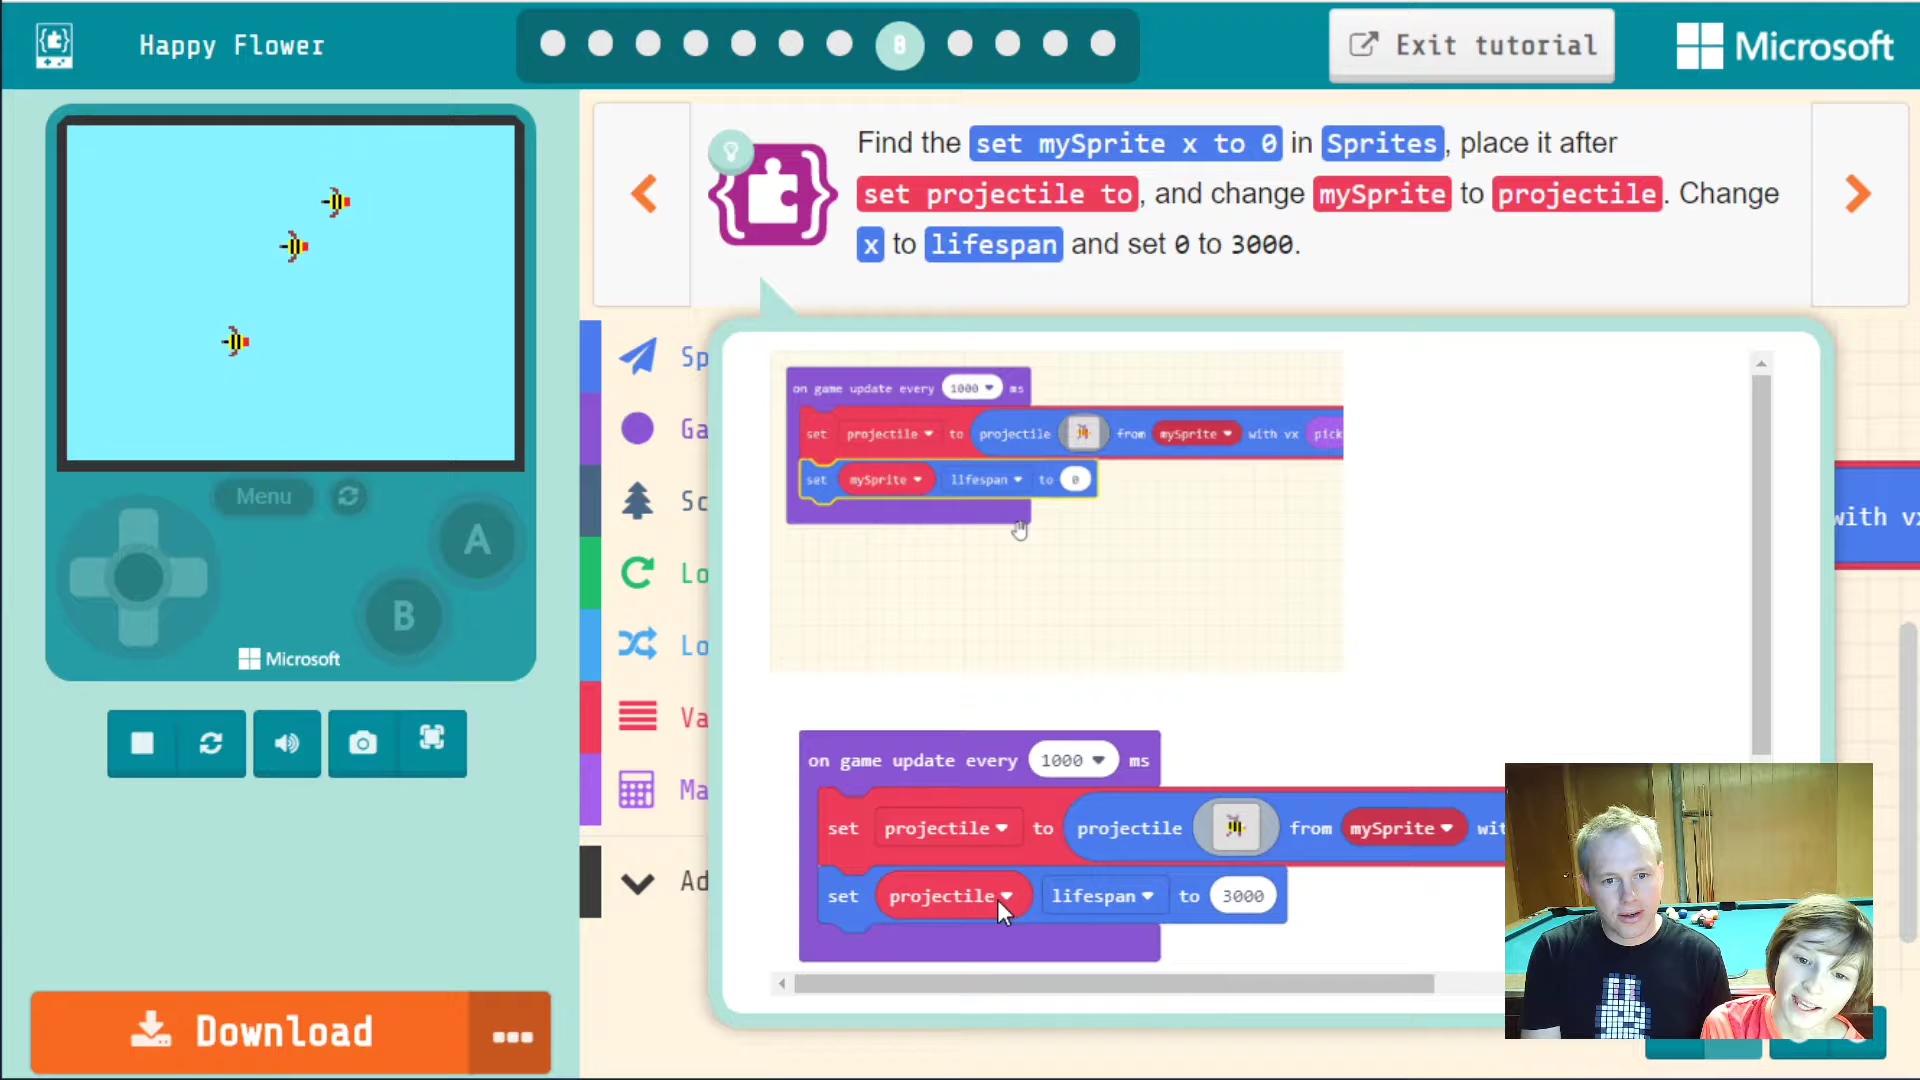 Happy Flower
8
Exit tutorial
Microsoft
Find the set mySprite x to 0 in Sprites, place it after
set projectile to, and change mySprite to projectile. Change
x to lifespan and set 0 to 3000.
Menu
A
B
Microsoft
Sp
Ga
Sc
Lo
Lo
Va
Ma
Ad
on game update every 1000 ms
set projectile to projectile from mySprite with vx pick
set mySprite lifespan to 0
with vx
on game update every 1000 ms
set projectile to projectile from mySprite wit
set projectile lifespan to 3000
Download